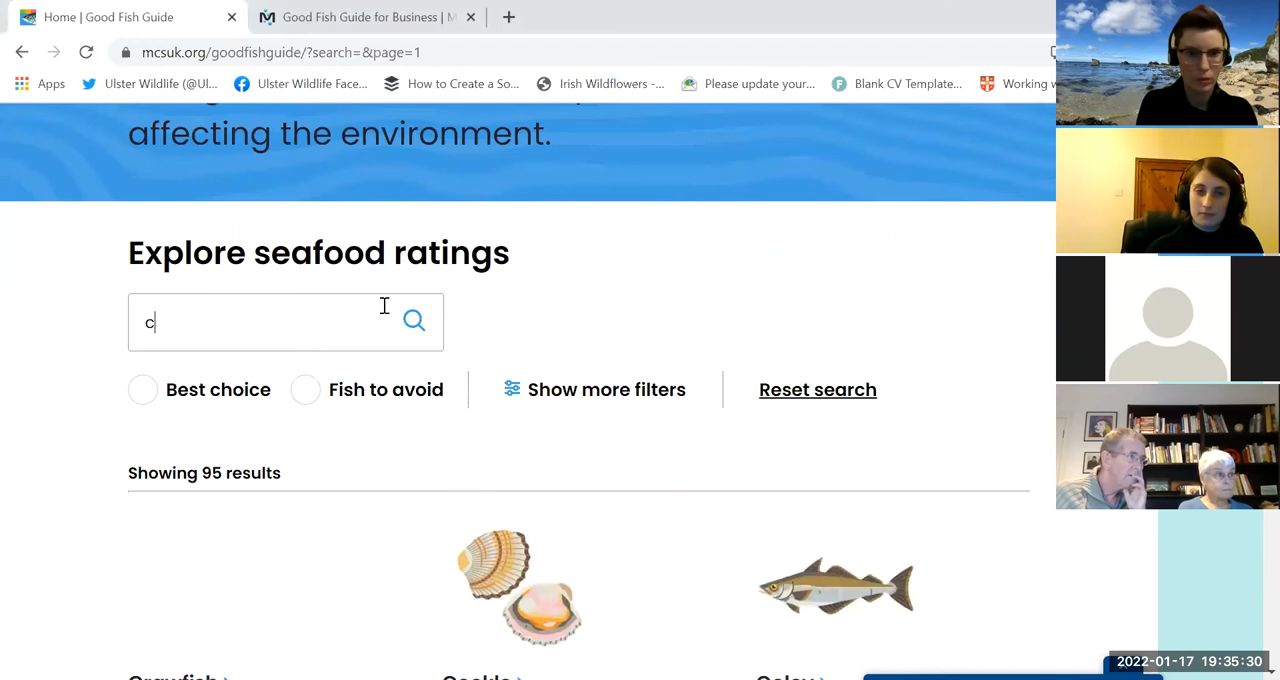 Home | Good Fish Guide
Good Fish Guide for Business | M
mcsuk.org/goodfishguide/?search=&page=1
Apps
Ulster Wildlife (@Ul...
Ulster Wildlife Face...
How to Create a So...
Irish Wildflowers -...
Please update your...
Blank CV Template...
Working w
affecting the environment.
Explore seafood ratings
c
Best choice
Fish to avoid
Show more filters
Reset search
Showing 95 results
2022-01-17 19:35:30